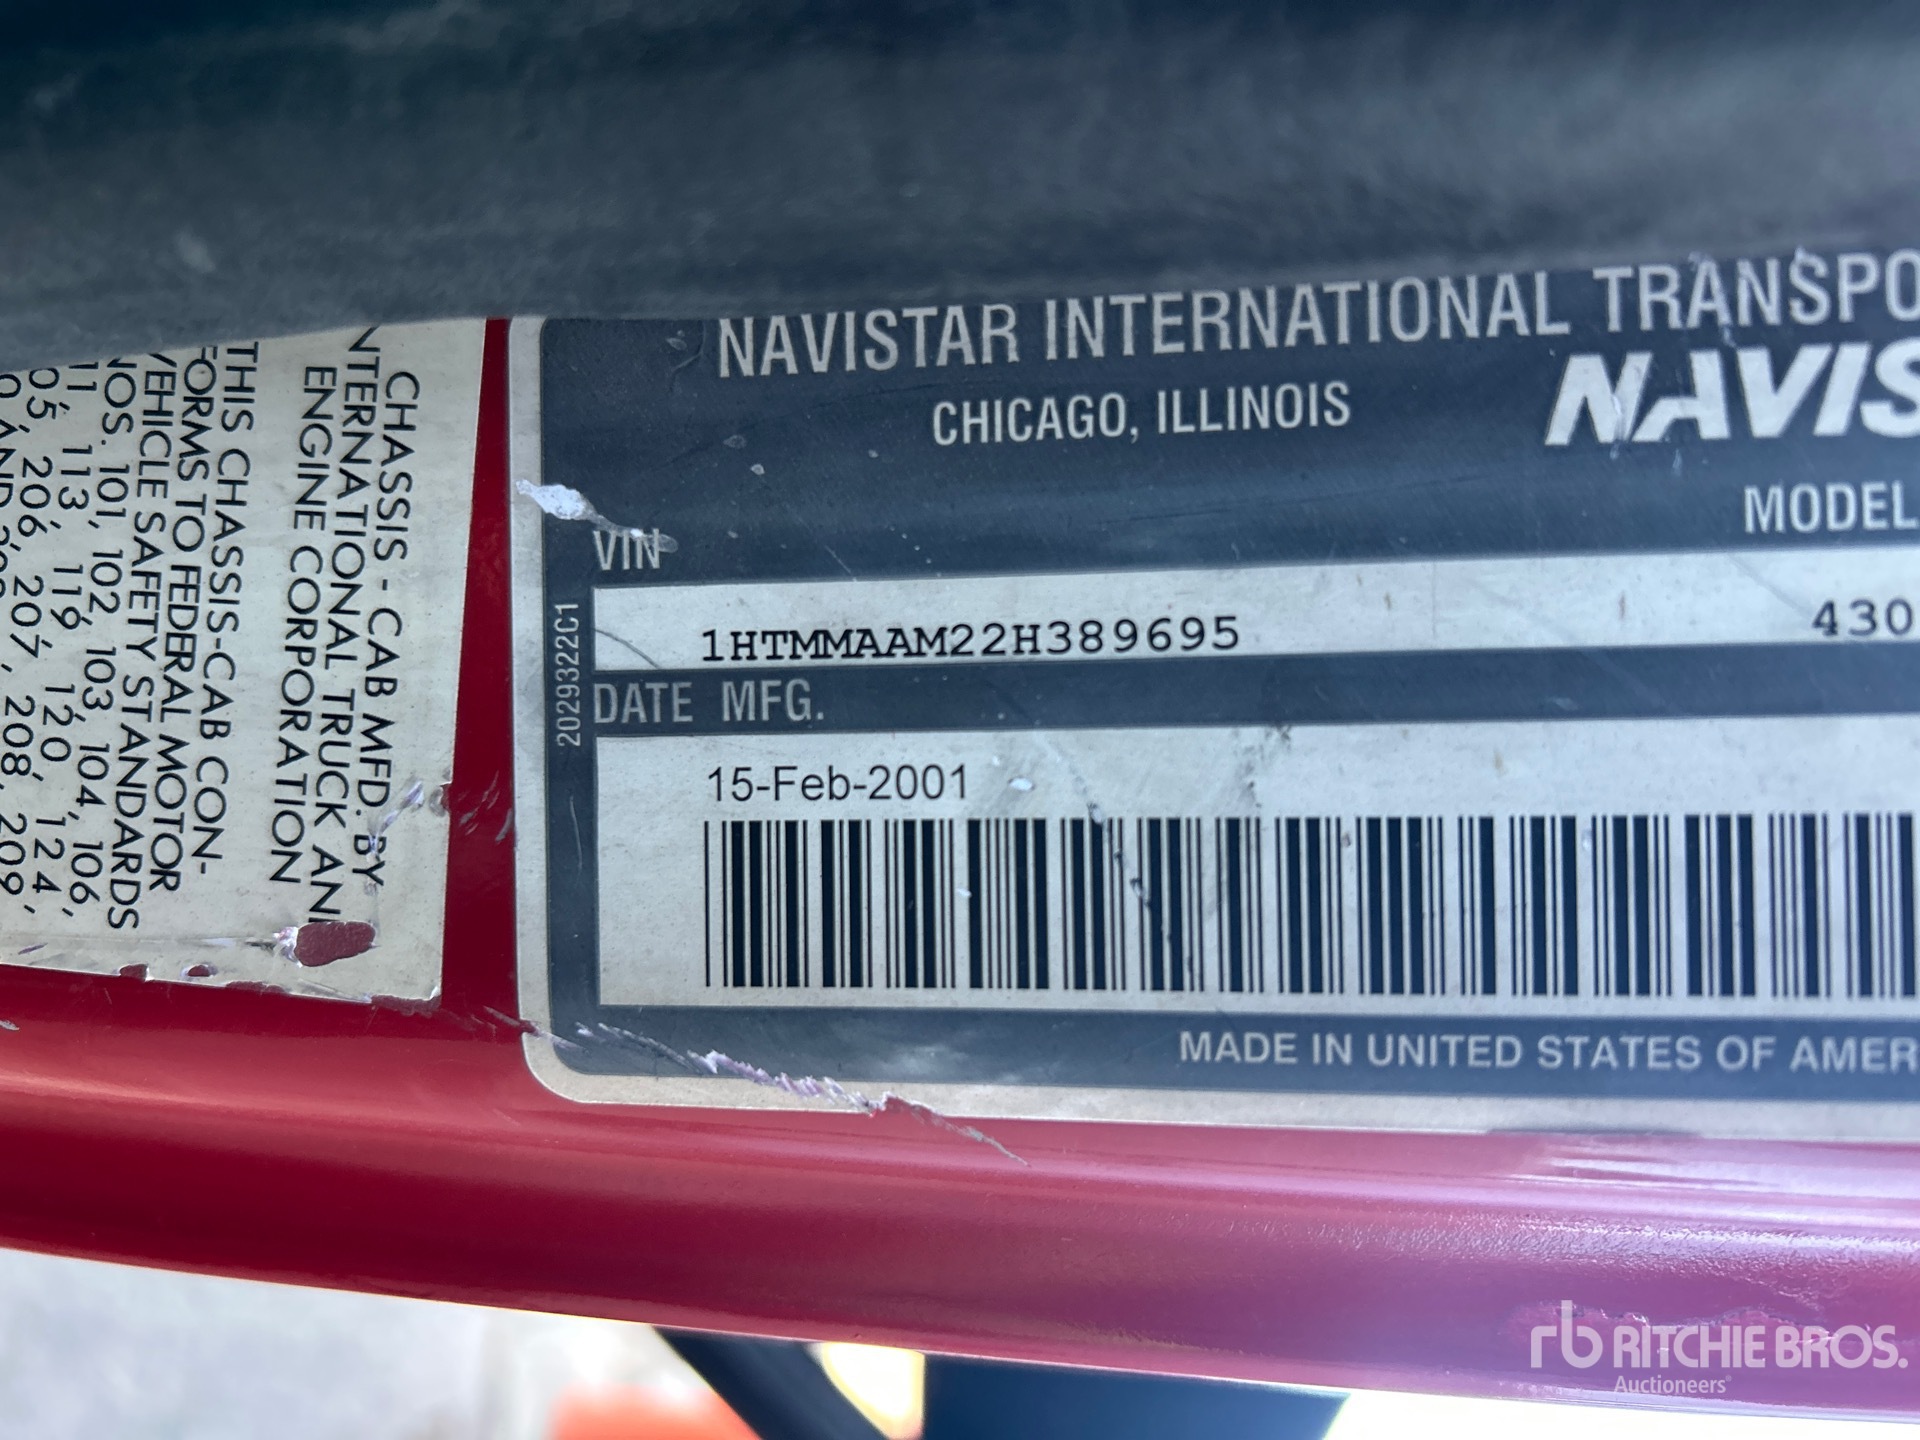 CHASSIS - CAB MFD. BY
NTERNATIONAL TRUCK AN
ENGINE CORPORATION
THIS CHASSIS-CAB CON-
FORMS TO FEDERAL MOTOR
VEHICLE SAFETY STANDARDS
NOS. 101, 102, 103, 104, 106,
11, 113, 119, 120, 124,
05, 206, 207, 208, 209,
NAVISTAR INTERNATIONAL TRANSPO
CHICAGO, ILLINOIS
NAVIS
MODEL
VIN
1HTMMAAM22H389695
430
2029322C1
DATE MFG.
15-Feb-2001
MADE IN UNITED STATES OF AMER
rb RITCHIE BROS.
Auctioneers